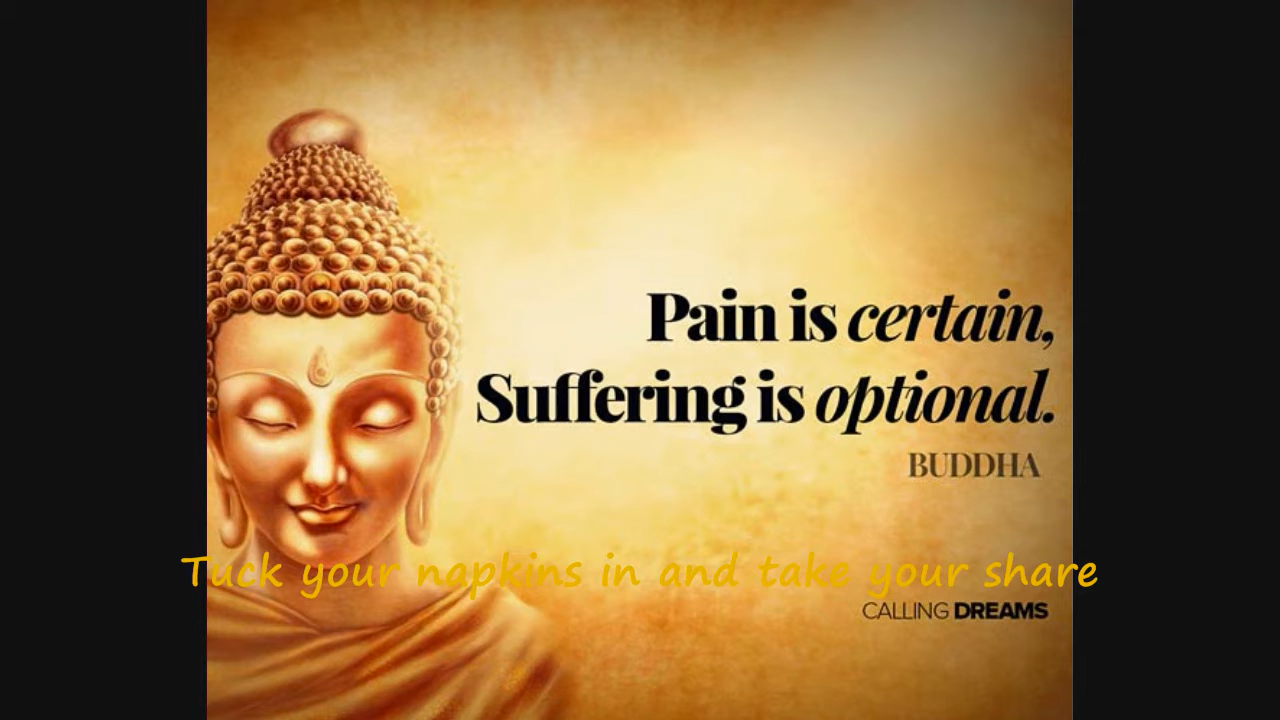 Pain is certain,
Suffering is optional.
BUDDHA
Tuck your napkins in and take your share
CALLING DREAMS